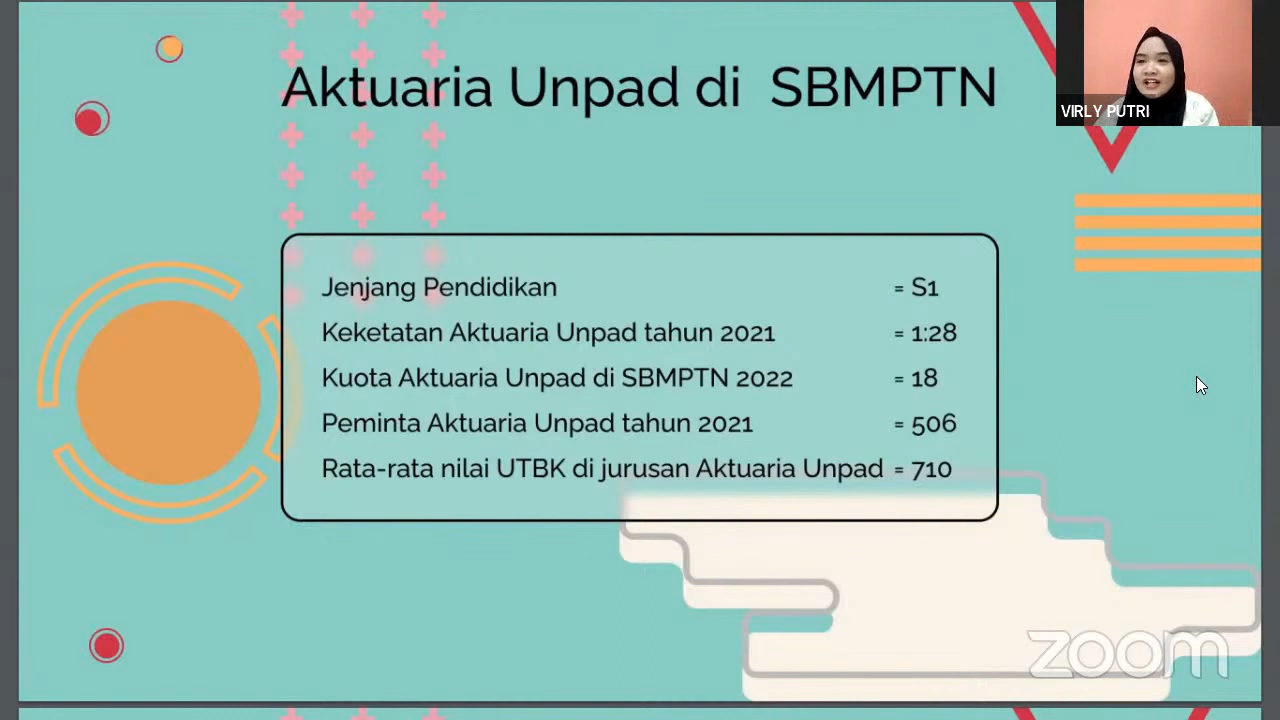 Aktuaria Unpad di SBMPTN
VIRLY PUTRI
Jenjang Pendidikan = S1
Keketatan Aktuaria Unpad tahun 2021 = 1:28
Kuota Aktuaria Unpad di SBMPTN 2022 = 18
Peminta Aktuaria Unpad tahun 2021 = 506
Rata-rata nilai UTBK di jurusan Aktuaria Unpad = 710
zoom